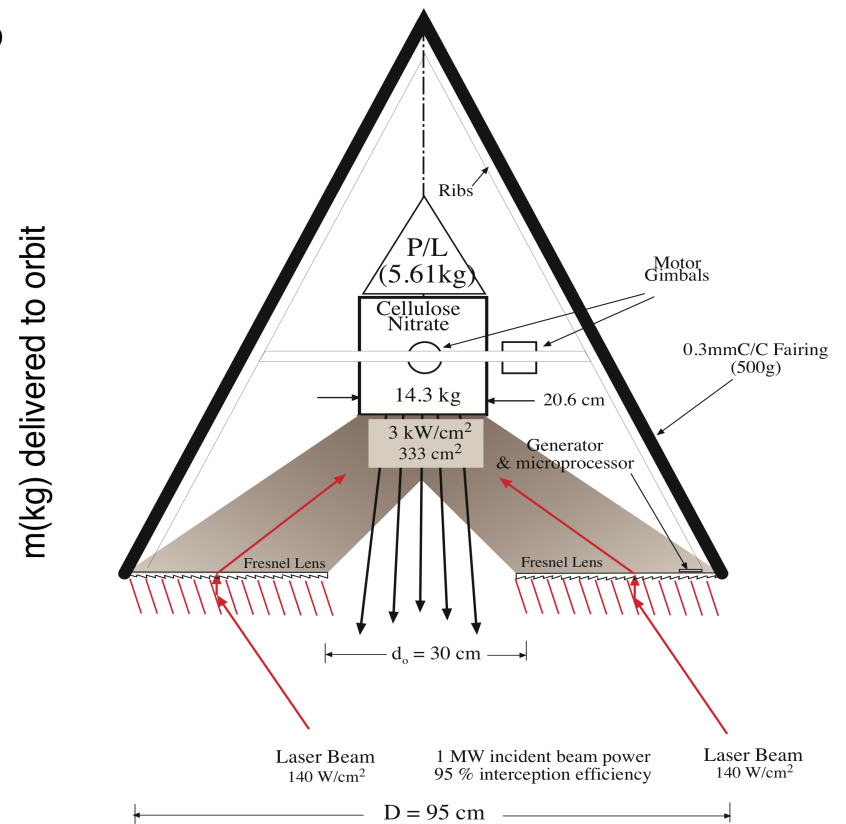 m(kg) delivered to orbit
Ribs
P/L
(5.61kg)
Motor
Gimbals
Cellulose
Nitrate
0.3mmC/C Fairing
(500g)
14.3 kg
20.6 cm
3 kW/cm²
333 cm²
Generator
& microprocessor
Fresnel Lens
Fresnel Lens
dₒ = 30 cm
Laser Beam
140 W/cm²
1 MW incident beam power
95 % interception efficiency
Laser Beam
140 W/cm²
D = 95 cm